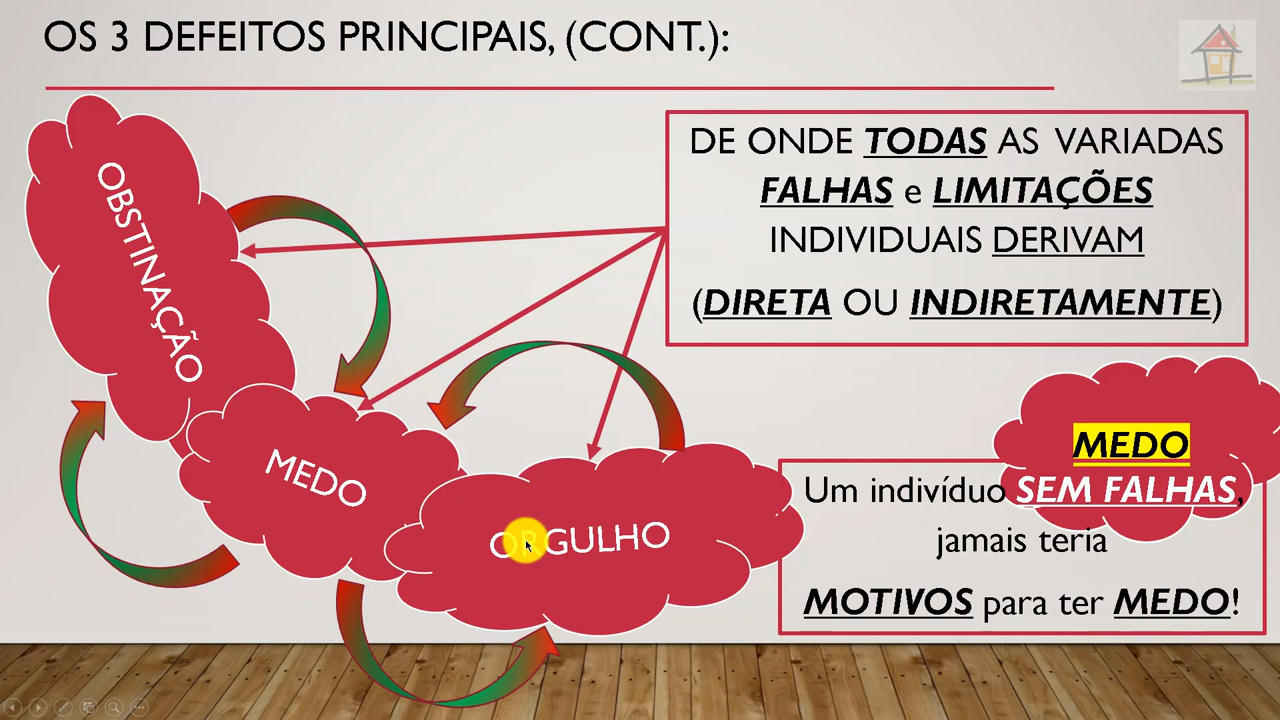 OS 3 DEFEITOS PRINCIPAIS, (CONT.):
OBSTINAÇÃO
MEDO
ORGULHO
DE ONDE TODAS AS VARIADAS
FALHAS e LIMITAÇÕES
INDIVIDUAIS DERIVAM
(DIRETA OU INDIRETAMENTE)
MEDO
Um indivíduo SEM FALHAS,
jamais teria
MOTIVOS para ter MEDO!